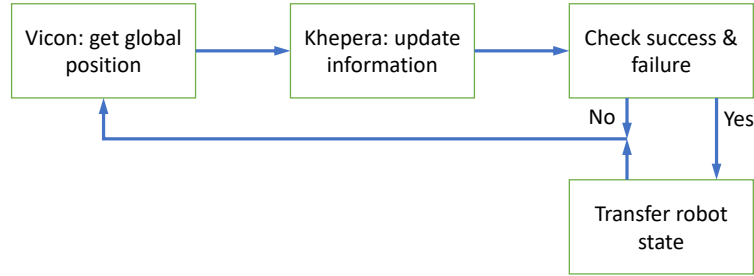 Vicon: get global
position
Khepera: update
information
Check success &
failure
No
Yes
Transfer robot
state